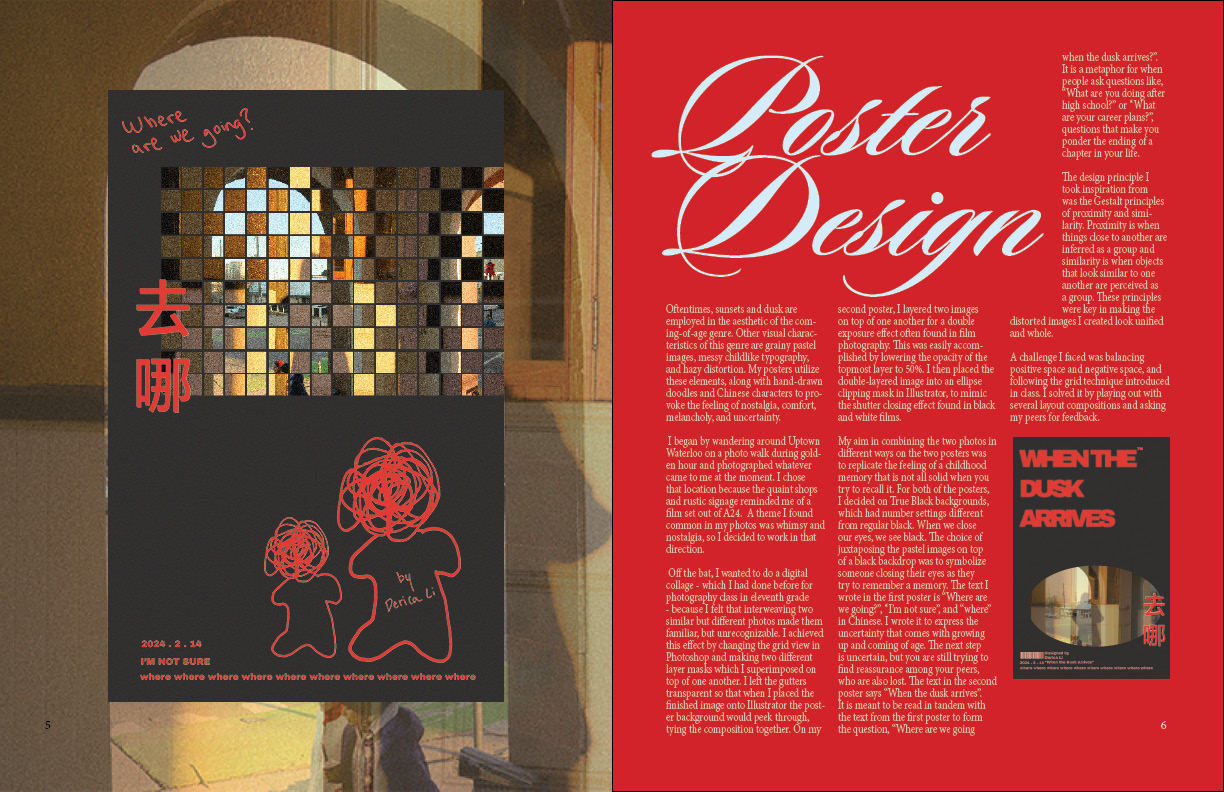 Where
are we going?
去
哪
by
Derica Li
2024 . 2 . 14
I'M NOT SURE
where where where where where where where where where where
5
Poster
Design
Oftentimes, sunsets and dusk are
employed in the aesthetic of the com-
ing-of-age genre. Other visual charac-
teristics of this genre are grainy pastel
images, messy childlike typography,
and hazy distortion. My posters utilize
these elements, along with hand-drawn
doodles and Chinese characters to pro-
voke the feeling of nostalgia, comfort,
melancholy, and uncertainty.
I began by wandering around Uptown
Waterloo on a photo walk during gold-
en hour and photographed whatever
came to me at the moment. I chose
that location because the quaint shops
and rustic signage reminded me of a
film set out of A24. A theme I found
common in my photos was whimsy and
nostalgia, so I decided to work in that
direction.
Off the bat, I wanted to do a digital
collage - which I had done before for
photography class in eleventh grade
- because I felt that interweaving two
similar but different photos made them
familiar, but unrecognizable. I achieved
this effect by changing the grid view in
Photoshop and making two different
layer masks which I superimposed on
top of one another. I left the gutters
transparent so that when I placed the
finished image onto Illustrator the post-
er background would peek through,
tying the composition together. On my
second poster, I layered two images
on top of one another for a double
exposure effect often found in film
photography. This was easily accom-
plished by lowering the opacity of the
topmost layer to 50%. I then placed the
double-layered image into an ellipse
clipping mask in Illustrator, to mimic
the shutter closing effect found in black
and white films.
My aim in combining the two photos in
different ways on the two posters was
to replicate the feeling of a childhood
memory that is not all solid when you
try to recall it. For both of the posters,
I decided on True Black backgrounds,
which had number settings different
from regular black. When we close
our eyes, we see black. The choice of
juxtaposing the pastel images on top
of a black backdrop was to symbolize
someone closing their eyes as they
try to remember a memory. The text I
wrote in the first poster is “Where are
we going?”, “I’m not sure”, and “where”
in Chinese. I wrote it to express the
uncertainty that comes with growing
up and coming of age. The next step
is uncertain, but you are still trying to
find reassurance among your peers,
who are also lost. The text in the second
poster says “When the dusk arrives”.
It is meant to be read in tandem with
the text from the first poster to form
the question, “Where are we going
when the dusk arrives?”.
It is a metaphor for when
people ask questions like,
“What are you doing after
high school?” or “What
are your career plans?”,
questions that make you
ponder the ending of a
chapter in your life.
The design principle I
took inspiration from
was the Gestalt principles
of proximity and simi-
larity. Proximity is when
things close to another are
inferred as a group and
similarity is when objects
that look similar to one
another are perceived as
a group. These principles
were key in making the
distorted images I created look unified
and whole.
A challenge I faced was balancing
positive space and negative space, and
following the grid technique introduced
in class. I solved it by playing out with
several layout compositions and asking
my peers for feedback.
WHEN THE™
DUSK
ARRIVES
去
哪
Designed by
Derica Li
2024 . 2 . 14 "When the Dusk Arrives"
where where where where where where where where where where
6